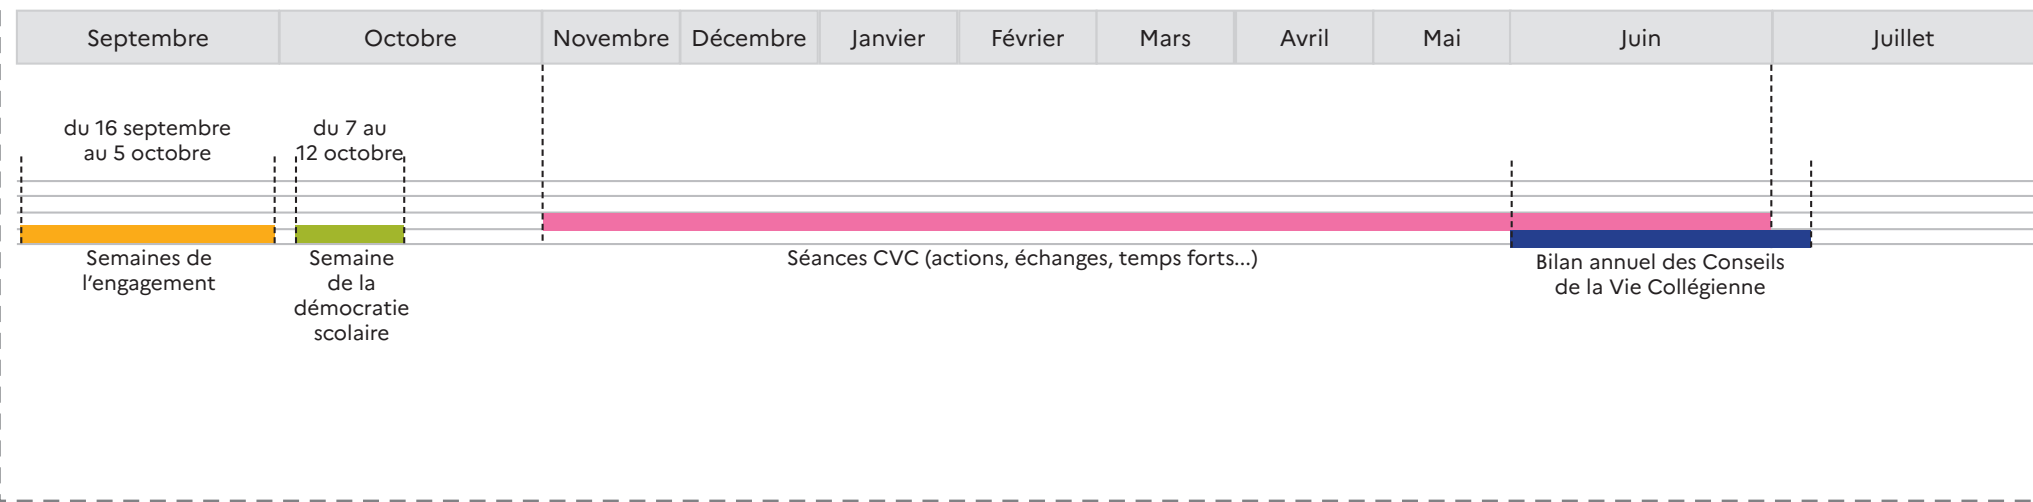 Septembre
Octobre
Novembre
Décembre
Janvier
Février
Mars
Avril
Mai
Juin
Juillet
du 16 septembre
au 5 octobre
du 7 au
12 octobre
Semaines de
l'engagement
Semaine
de la
démocratie
scolaire
Séances CVC (actions, échanges, temps forts...)
Bilan annuel des Conseils
de la Vie Collégienne